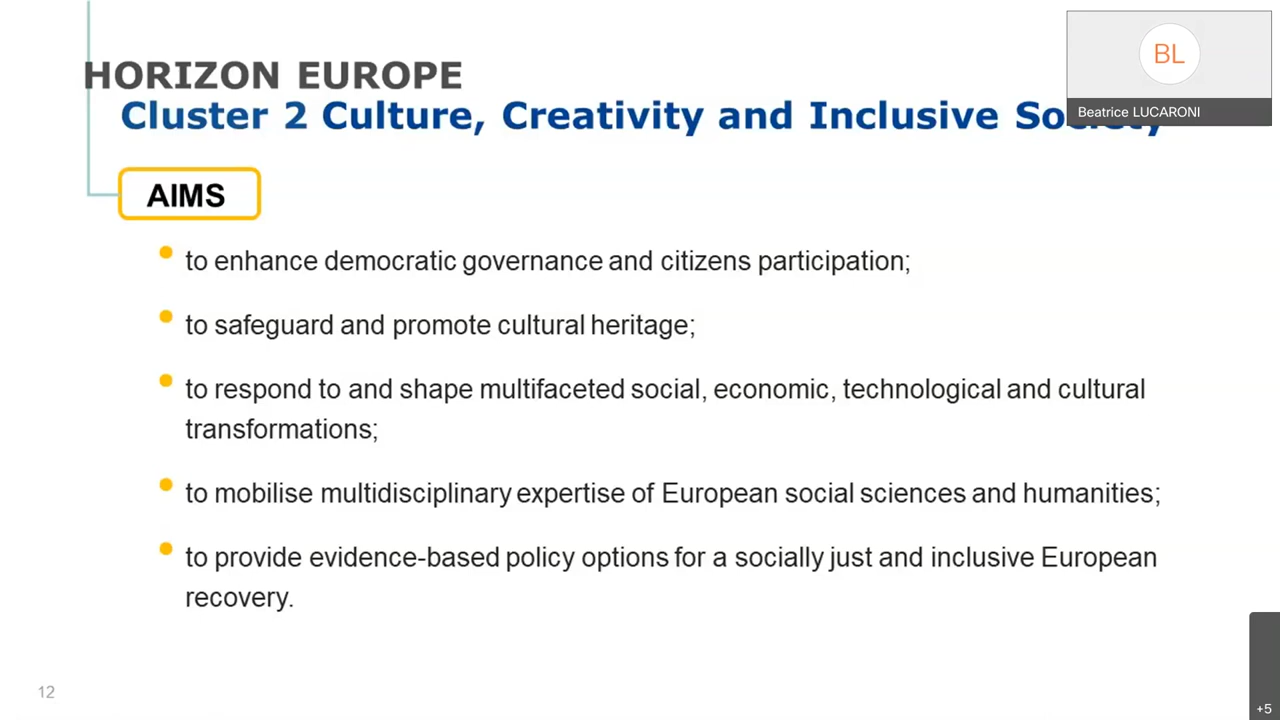 HORIZON EUROPE
Cluster 2 Culture, Creativity and Inclusive
BL
Beatrice LUCARONI
AIMS
to enhance democratic governance and citizens participation;
to safeguard and promote cultural heritage;
to respond to and shape multifaceted social, economic, technological and cultural
transformations;
to mobilise multidisciplinary expertise of European social sciences and humanities;
to provide evidence-based policy options for a socially just and inclusive European
recovery.
12
+5